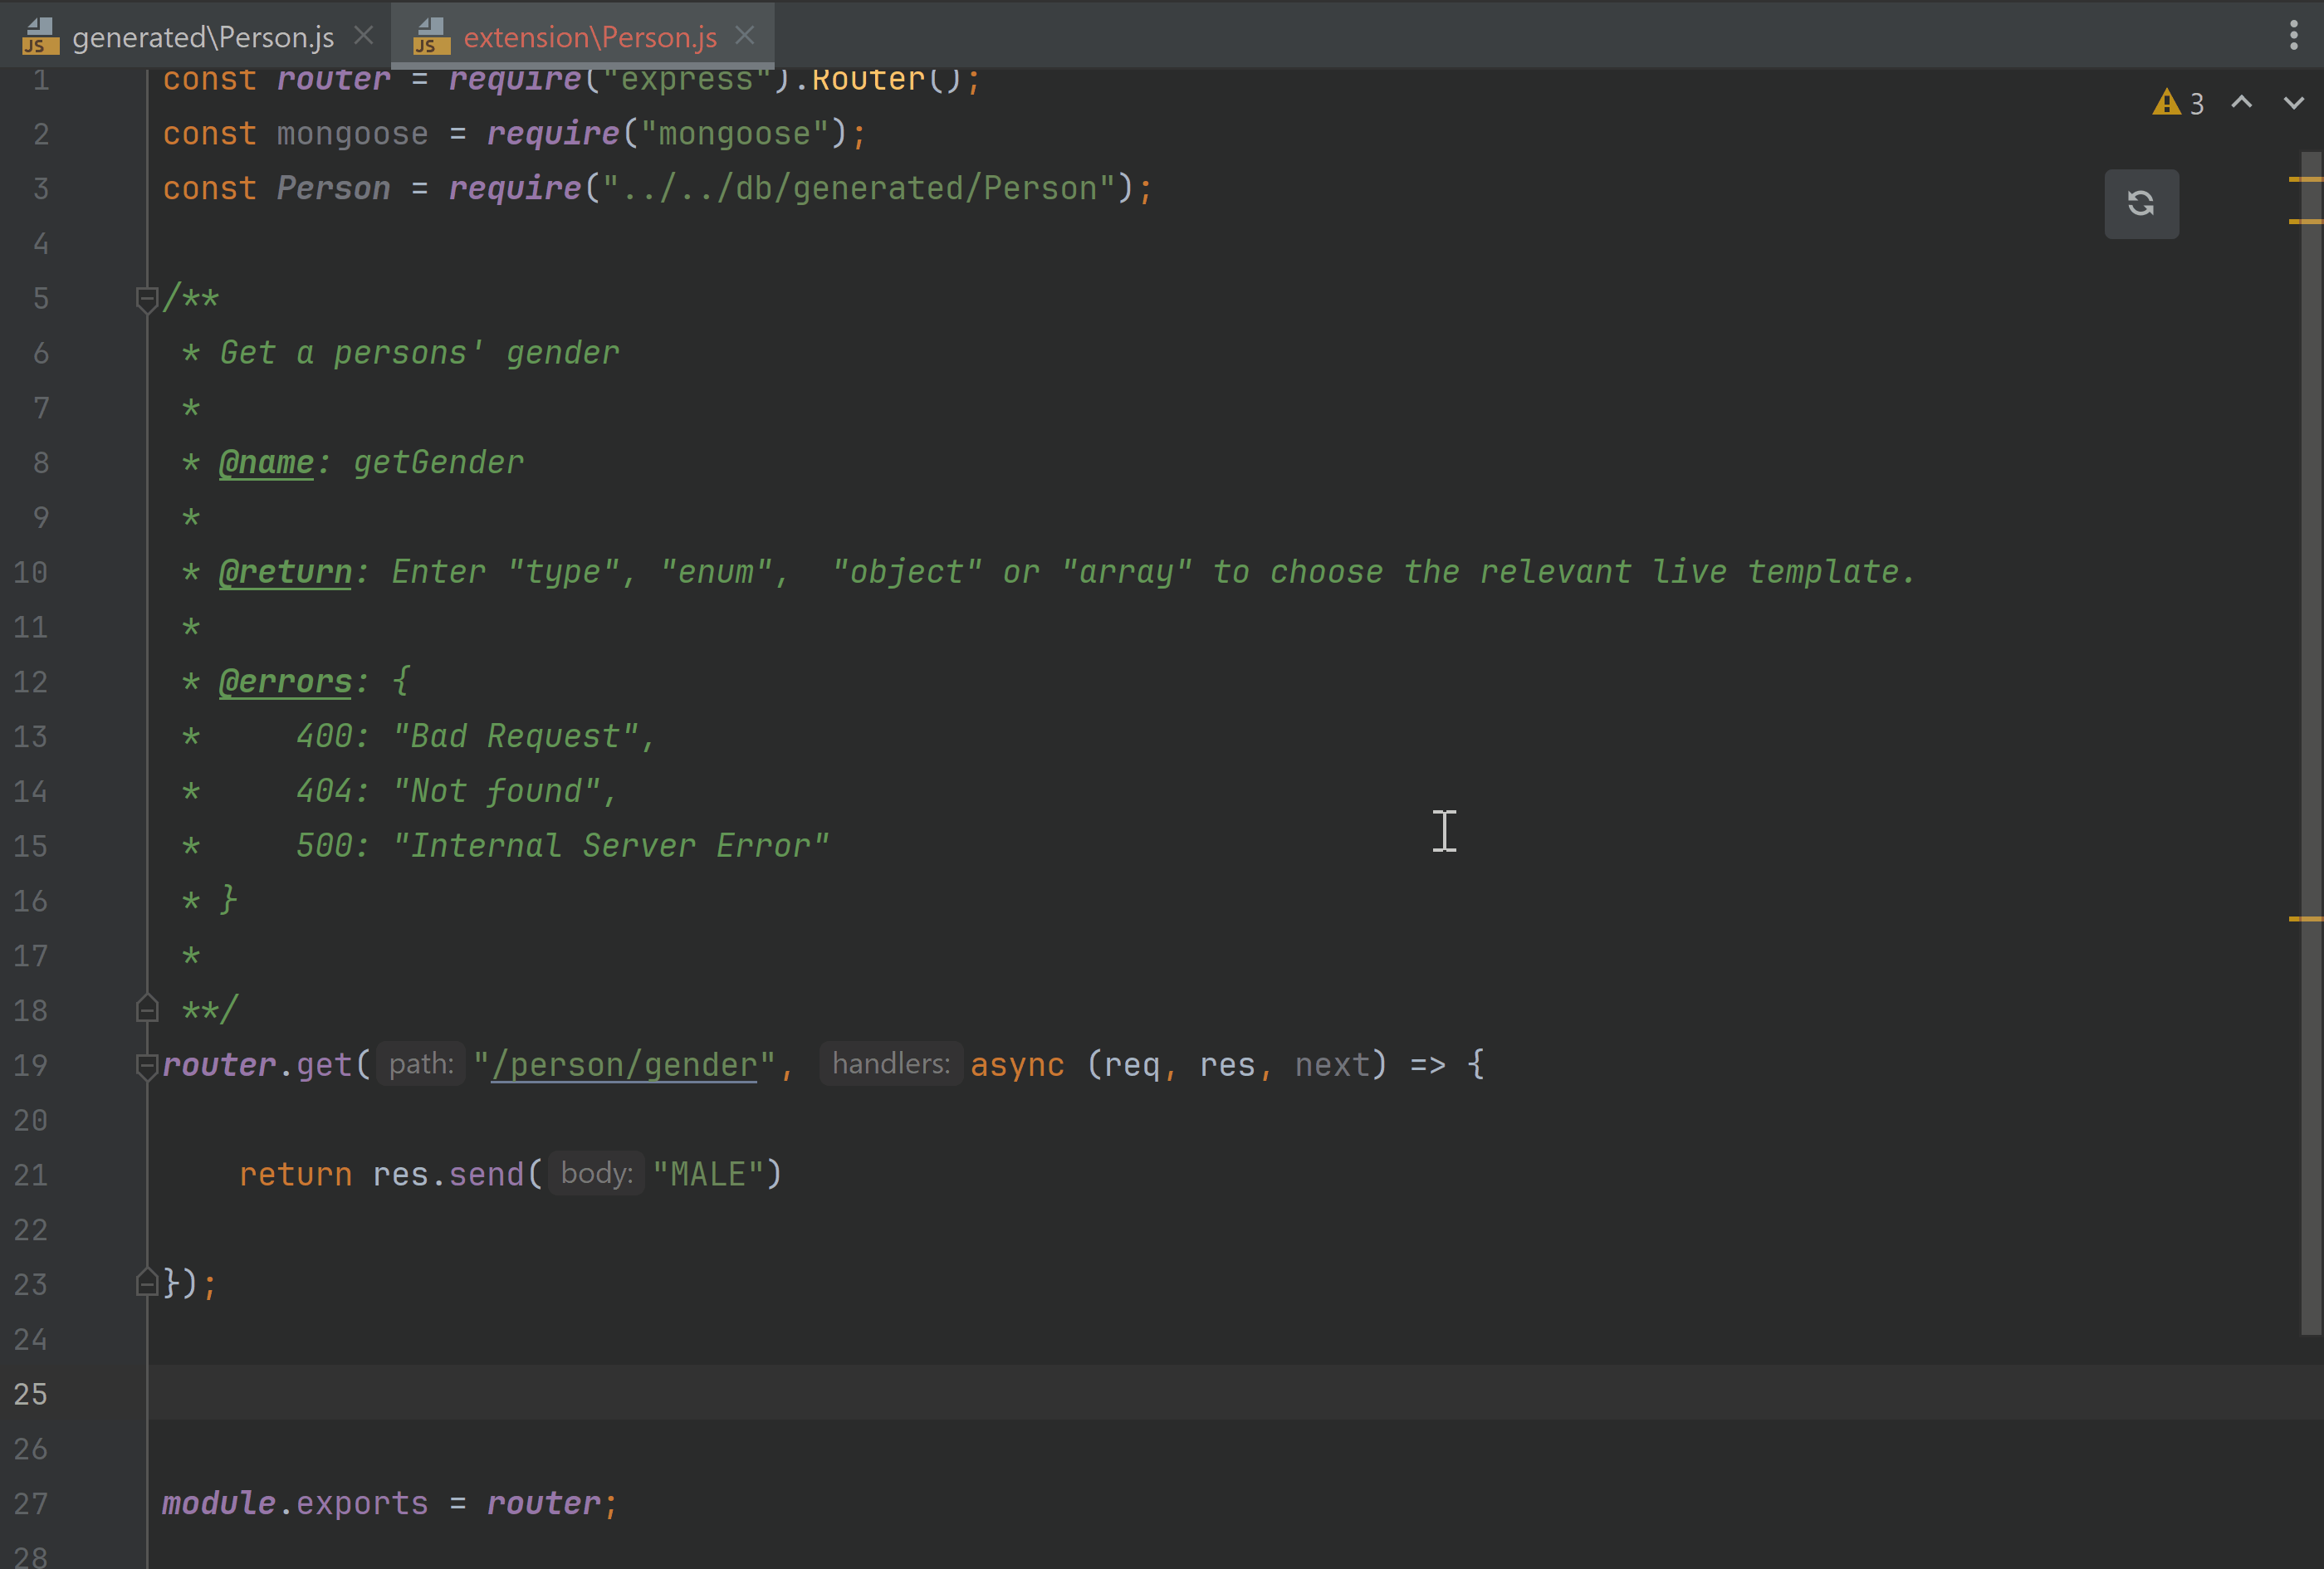 JS generated\Person.js JS extension\Person.js
1 const router = require("express").Router();
3
2 const mongoose = require("mongoose");
3 const Person = require("../../db/generated/Person");
4
5 /**
6 * Get a persons' gender
7 *
8 * @name: getGender
9 *
10 * @return: Enter "type", "enum",  "object" or "array" to choose the relevant live template.
11 *
12 * @errors: {
13 *     400: "Bad Request",
14 *     404: "Not found",
15 *     500: "Internal Server Error"
16 * }
17 *
18 **/
19 router.get( path: "/person/gender", handlers: async (req, res, next) => {
20
21     return res.send( body: "MALE")
22
23 });
24
25
26
27 module.exports = router;
28